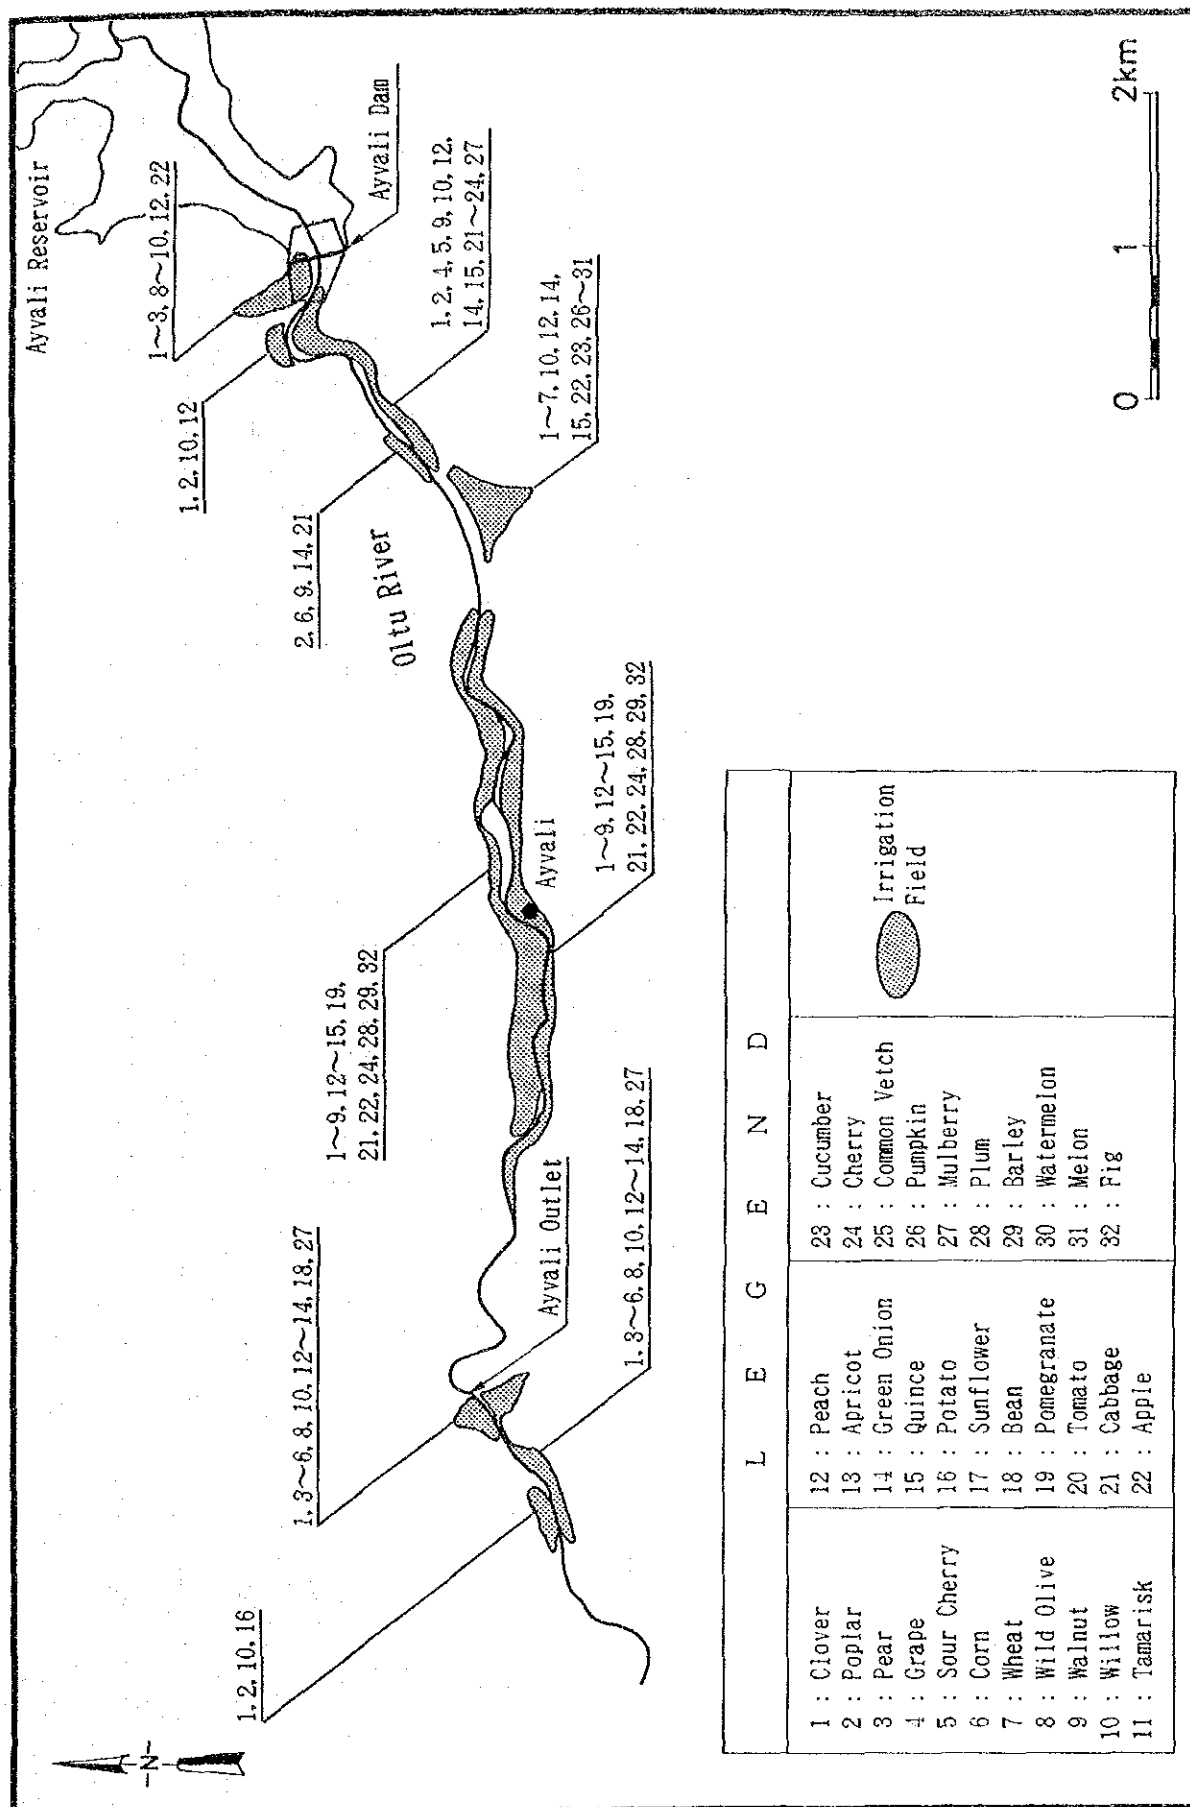 Ayvali Reservoir
1~3, 8~10, 12, 22
1, 2, 10, 12
Ayvali Dam
2, 6, 9, 14, 21
1, 2, 4, 5, 9, 10, 12,
14, 15, 21~24, 27
Oltu River
1~7, 10, 12, 14,
15, 22, 23, 26~31
1~9, 12~15, 19,
21, 22, 24, 28, 29, 32
Ayvali
1~9, 12~15, 19,
21, 22, 24, 28, 29, 32
1, 3~6, 8, 10, 12~14, 18, 27
Ayvali Outlet
1, 3~6, 8, 10, 12~14, 18, 27
1, 2, 10, 16
N
0 1 2km
LEGEND
1 : Clover
2 : Poplar
3 : Pear
4 : Grape
5 : Sour Cherry
6 : Corn
7 : Wheat
8 : Wild Olive
9 : Walnut
10 : Willow
11 : Tamarisk
12 : Peach
13 : Apricot
14 : Green Onion
15 : Quince
16 : Potato
17 : Sunflower
18 : Bean
19 : Pomegranate
20 : Tomato
21 : Cabbage
22 : Apple
23 : Cucumber
24 : Cherry
25 : Common Vetch
26 : Pumpkin
27 : Mulberry
28 : Plum
29 : Barley
30 : Watermelon
31 : Melon
32 : Fig
Irrigation
Field